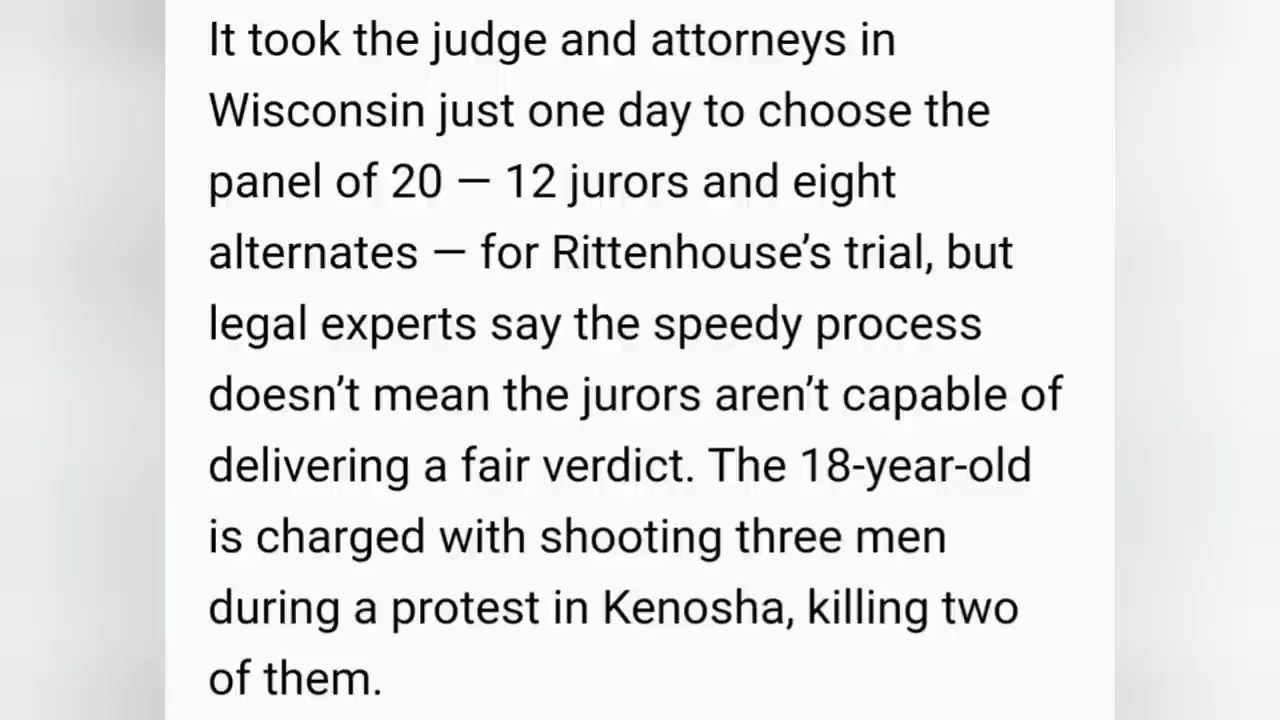 It took the judge and attorneys in
Wisconsin just one day to choose the
panel of 20 — 12 jurors and eight
alternates — for Rittenhouse’s trial, but
legal experts say the speedy process
doesn’t mean the jurors aren’t capable of
delivering a fair verdict. The 18-year-old
is charged with shooting three men
during a protest in Kenosha, killing two
of them.